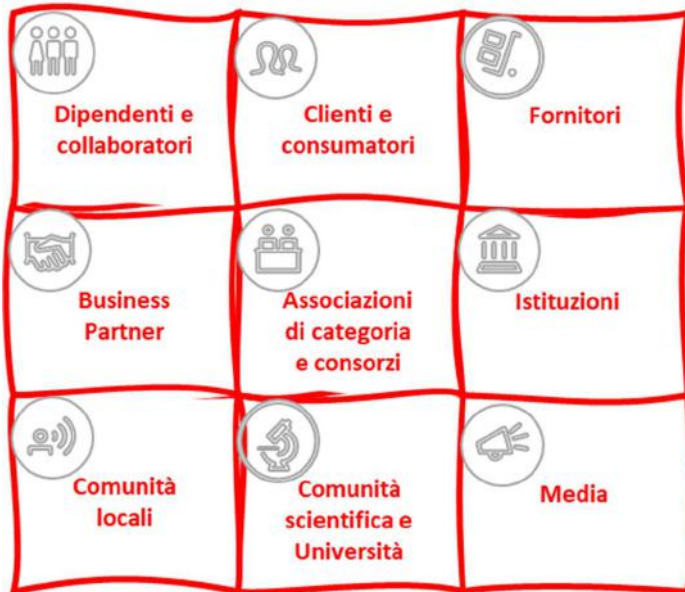 Dipendenti e
collaboratori
Clienti e
consumatori
Fornitori
Business
Partner
Associazioni
di categoria
e consorzi
Istituzioni
Comunità
locali
Comunità
scientifica e
Università
Media